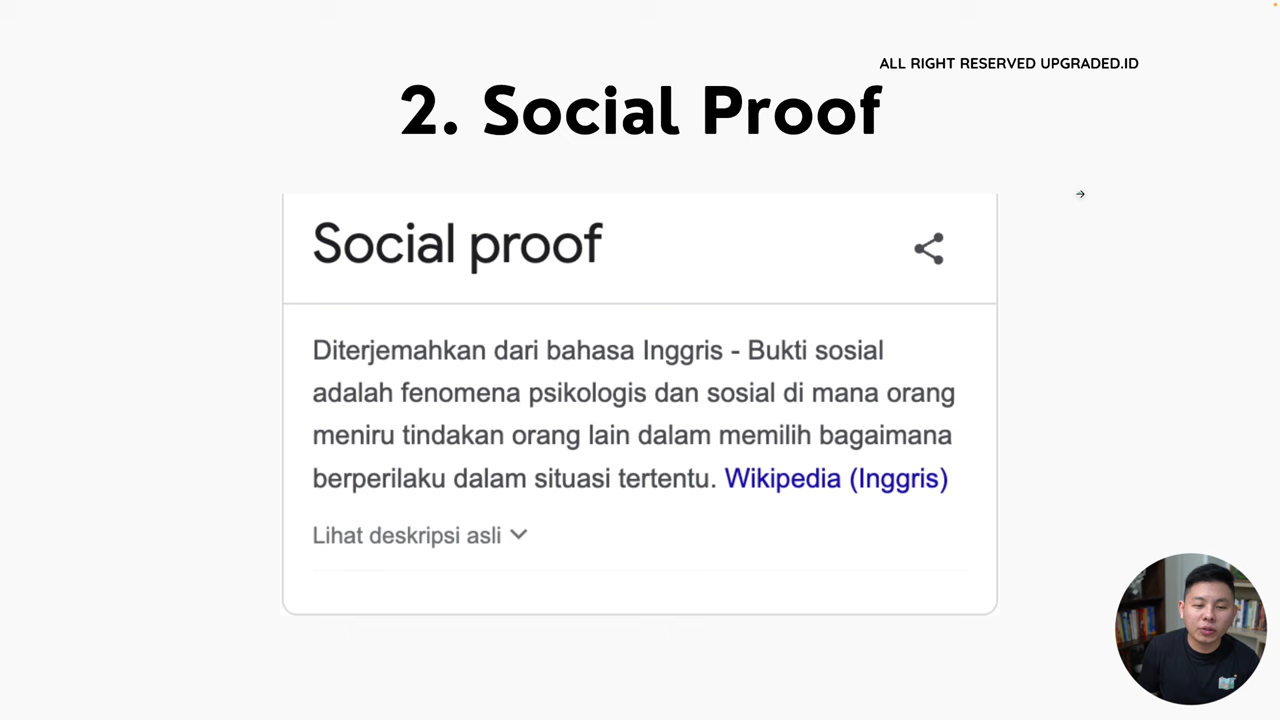 ALL RIGHT RESERVED UPGRADED.ID
2. Social Proof
Social proof
Diterjemahkan dari bahasa Inggris - Bukti sosial
adalah fenomena psikologis dan sosial di mana orang
meniru tindakan orang lain dalam memilih bagaimana
berperilaku dalam situasi tertentu. Wikipedia (Inggris)
Lihat deskripsi asli